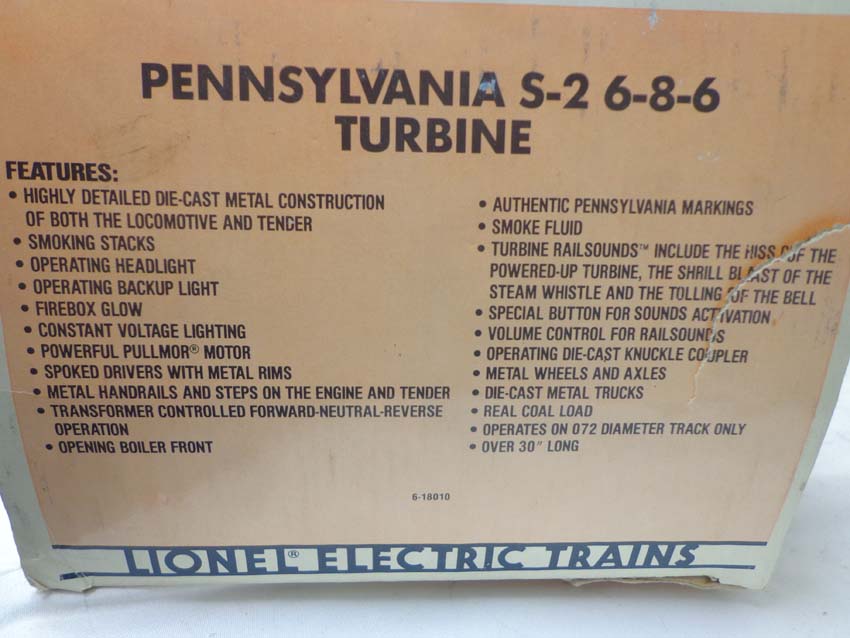 PENNSYLVANIA S-2 6-8-6
TURBINE
FEATURES:
• HIGHLY DETAILED DIE-CAST METAL CONSTRUCTION
OF BOTH THE LOCOMOTIVE AND TENDER
• SMOKING STACKS
• OPERATING HEADLIGHT
• OPERATING BACKUP LIGHT
• FIREBOX GLOW
• CONSTANT VOLTAGE LIGHTING
• POWERFUL PULLMOR® MOTOR
• SPOKED DRIVERS WITH METAL RIMS
• METAL HANDRAILS AND STEPS ON THE ENGINE AND TENDER
• TRANSFORMER CONTROLLED FORWARD-NEUTRAL-REVERSE
OPERATION
• OPENING BOILER FRONT
• AUTHENTIC PENNSYLVANIA MARKINGS
• SMOKE FLUID
• TURBINE RAILSOUNDS™ INCLUDE THE HISS OF THE
POWERED-UP TURBINE, THE SHRILL BLAST OF THE
STEAM WHISTLE AND THE TOLLING OF THE BELL
• SPECIAL BUTTON FOR SOUNDS ACTIVATION
• VOLUME CONTROL FOR RAILSOUNDS
• OPERATING DIE-CAST KNUCKLE COUPLER
• METAL WHEELS AND AXLES
• DIE-CAST METAL TRUCKS
• REAL COAL LOAD
• OPERATES ON 072 DIAMETER TRACK ONLY
• OVER 30" LONG
6-18010
LIONEL® ELECTRIC TRAINS